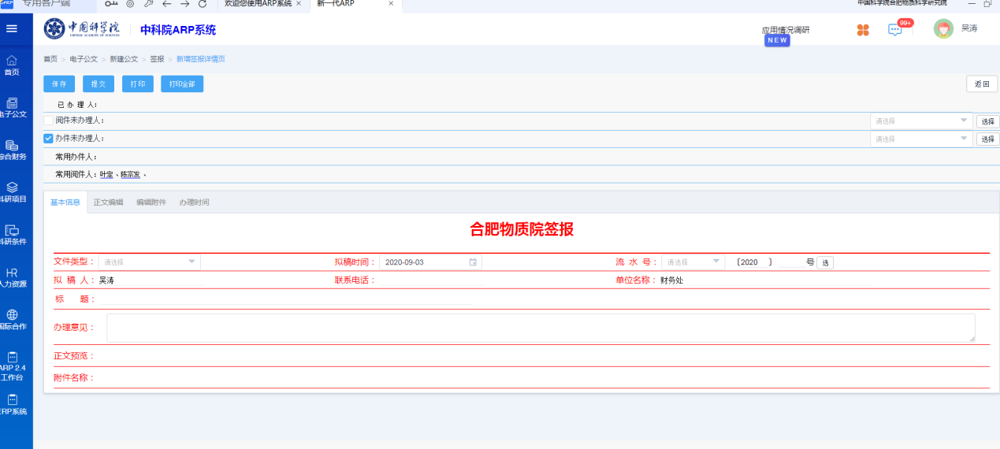 专用客户端
欢迎您使用ARP系统 ×
新一代ARP ×
中国科学院合肥物质科学研究院
中国科学院
CHINESE ACADEMY OF SCIENCES
中科院ARP系统
应用情况调研
NEW
99+
吴涛
首页
电子公文
综合财务
科研项目
科研条件
人力资源
国际合作
ARP 2.4
工作台
ERP系统
首页 > 电子公文 > 新建公文 > 签报 > 新增签报详情页
保存 提交 打印 打印全部 返回
已 办 理 人：
阅件未办理人： 请选择 选择
办件未办理人： 请选择 选择
常用办件人：
常用阅件人：叶定、陈宗发、
基本信息 正文编辑 编辑附件 办理时间
合肥物质院签报
文件类型： 请选择 拟稿时间： 2020-09-03 流 水 号： 请选择 〔2020 〕 号 选
拟 稿 人：吴涛 联系电话： 单位名称：财务处
标 题：
办理意见：
正文预览：
附件名称：